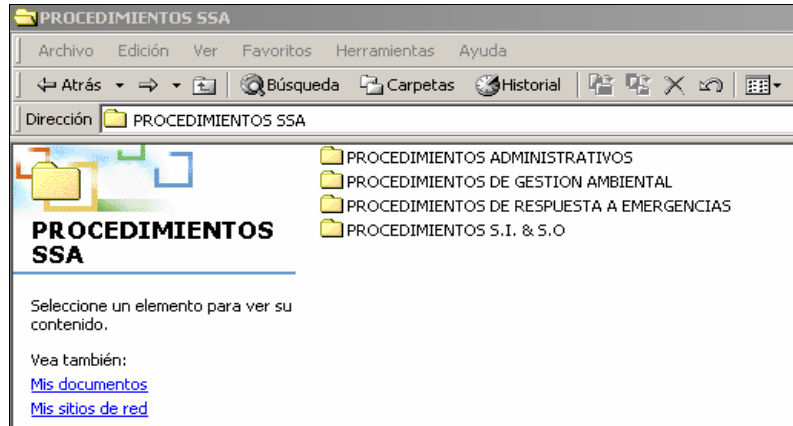 PROCEDIMIENTOS SSA
Archivo Edición Ver Favoritos Herramientas Ayuda
Atrás Búsqueda Carpetas Historial
Dirección PROCEDIMIENTOS SSA
PROCEDIMIENTOS ADMINISTRATIVOS
PROCEDIMIENTOS DE GESTION AMBIENTAL
PROCEDIMIENTOS DE RESPUESTA A EMERGENCIAS
PROCEDIMIENTOS S.I. & S.O
PROCEDIMIENTOS
SSA
Seleccione un elemento para ver su
contenido.
Vea también:
Mis documentos
Mis sitios de red